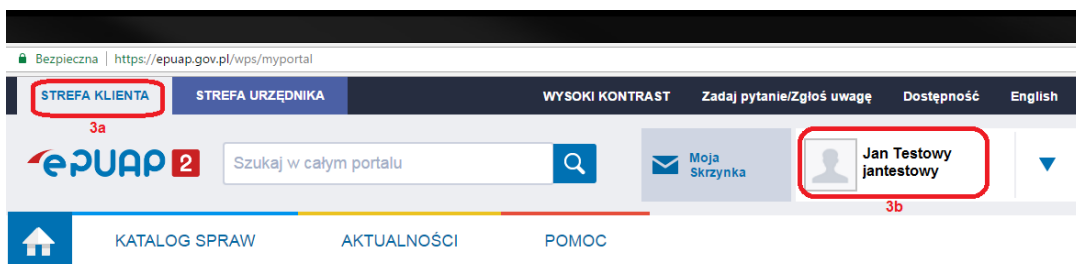 Bezpieczna | https://epuap.gov.pl/wps/myportal
STREFA KLIENTA STREFA URZĘDNIKA WYSOKI KONTRAST Zadaj pytanie/Zgłoś uwagę Dostępność English
3a
ePUAP 2 Szukaj w całym portalu
Moja
Skrzynka
Jan Testowy
jantestowy
3b
KATALOG SPRAW AKTUALNOŚCI POMOC